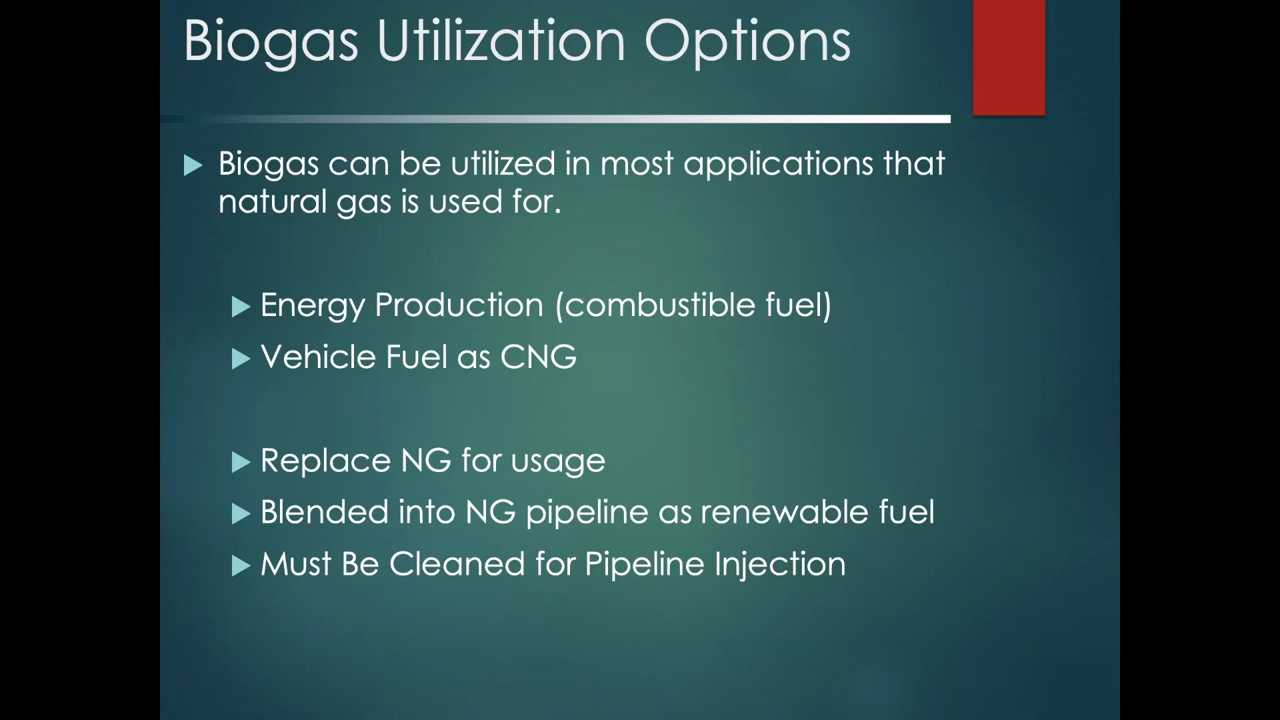 Biogas Utilization Options
Biogas can be utilized in most applications that
natural gas is used for.
Energy Production (combustible fuel)
Vehicle Fuel as CNG
Replace NG for usage
Blended into NG pipeline as renewable fuel
Must Be Cleaned for Pipeline Injection